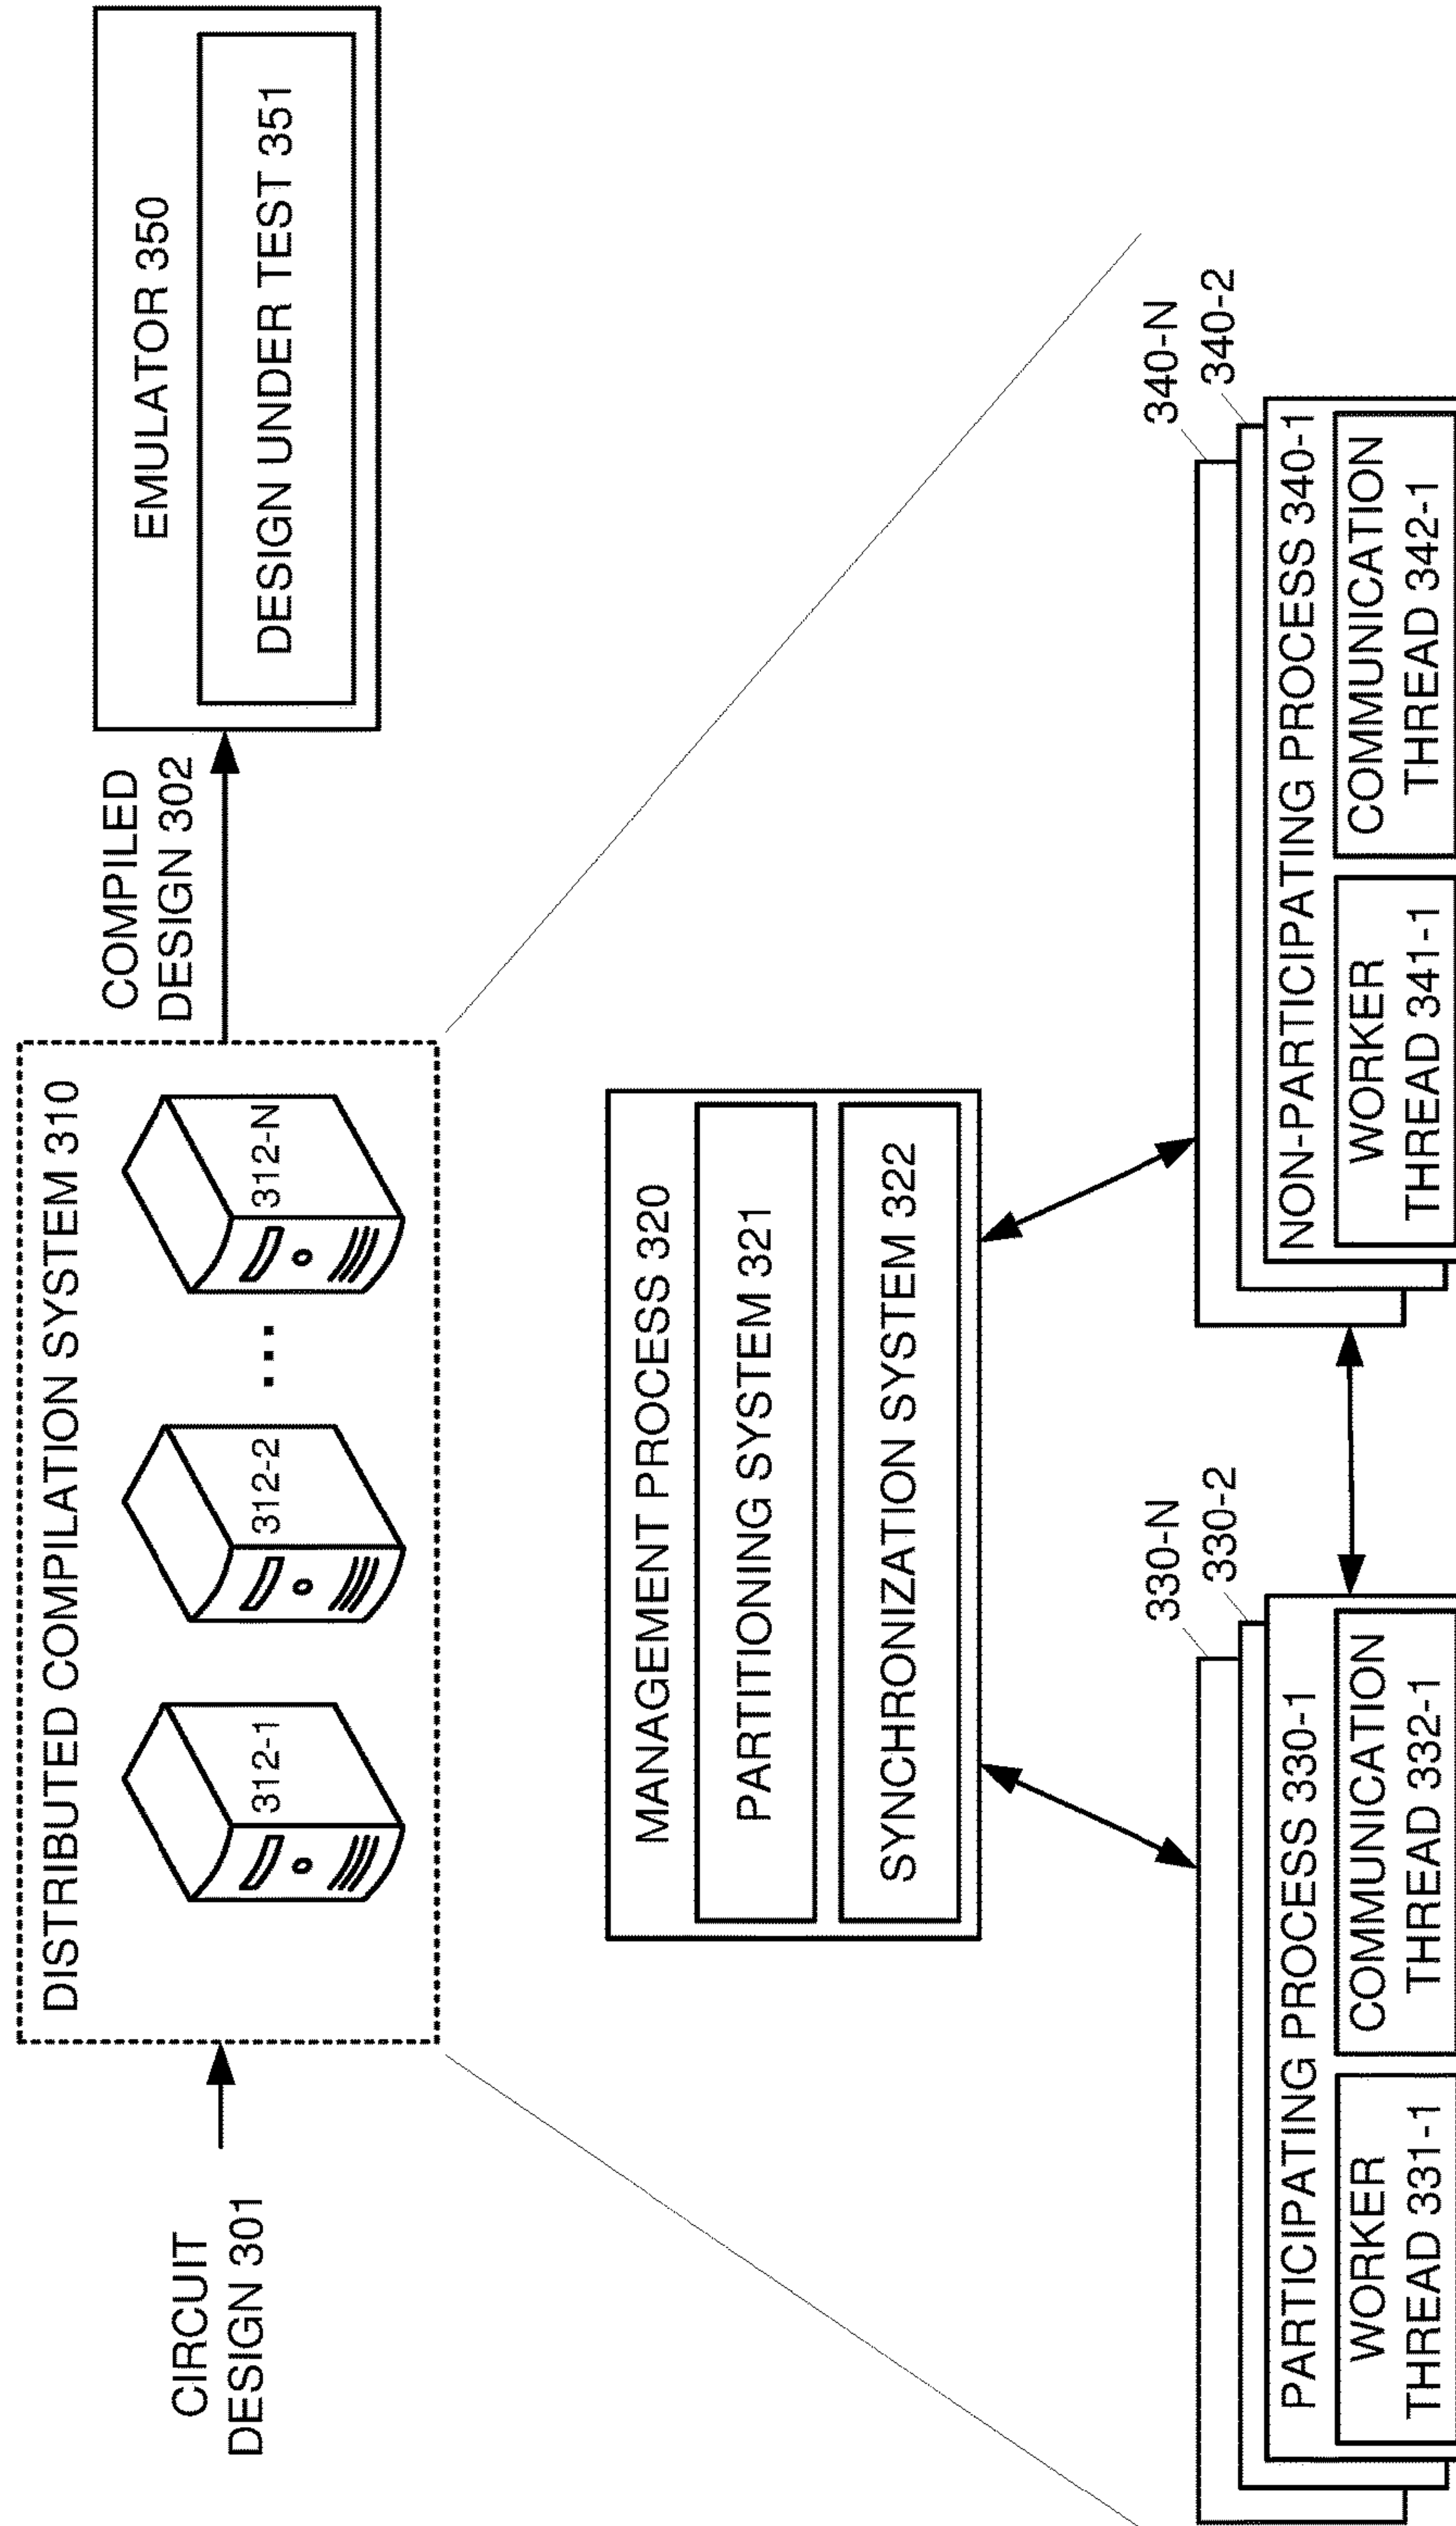 CIRCUIT
DESIGN 301
DISTRIBUTED COMPILATION SYSTEM 310
312-1
312-2
...
312-N
COMPILED
DESIGN 302
EMULATOR 350
DESIGN UNDER TEST 351
MANAGEMENT PROCESS 320
PARTITIONING SYSTEM 321
SYNCHRONIZATION SYSTEM 322
330-N
330-2
PARTICIPATING PROCESS 330-1
WORKER
THREAD 331-1
COMMUNICATION
THREAD 332-1
340-N
340-2
NON-PARTICIPATING PROCESS 340-1
WORKER
THREAD 341-1
COMMUNICATION
THREAD 342-1